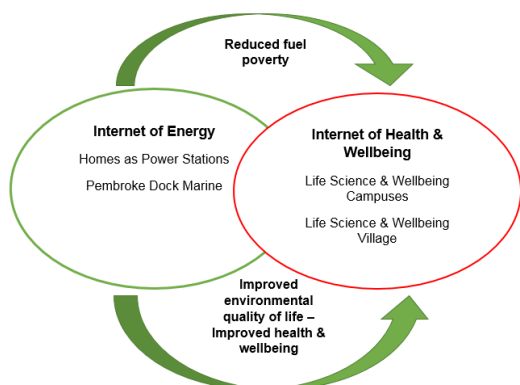 Reduced fuel
poverty
Internet of Energy
Homes as Power Stations
Pembroke Dock Marine
Internet of Health &
Wellbeing
Life Science & Wellbeing
Campuses
Life Science & Wellbeing
Village
Improved
environmental
quality of life –
Improved health &
wellbeing